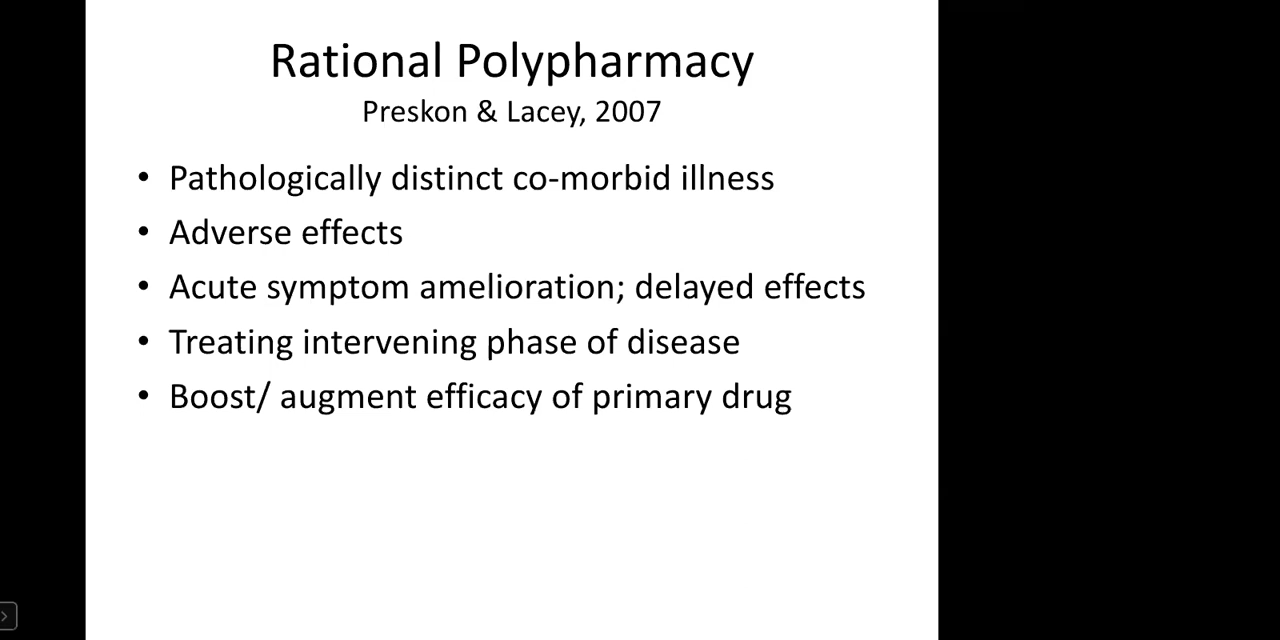 Rational Polypharmacy
Preskon & Lacey, 2007
• Pathologically distinct co-morbid illness
• Adverse effects
• Acute symptom amelioration; delayed effects
• Treating intervening phase of disease
• Boost/ augment efficacy of primary drug